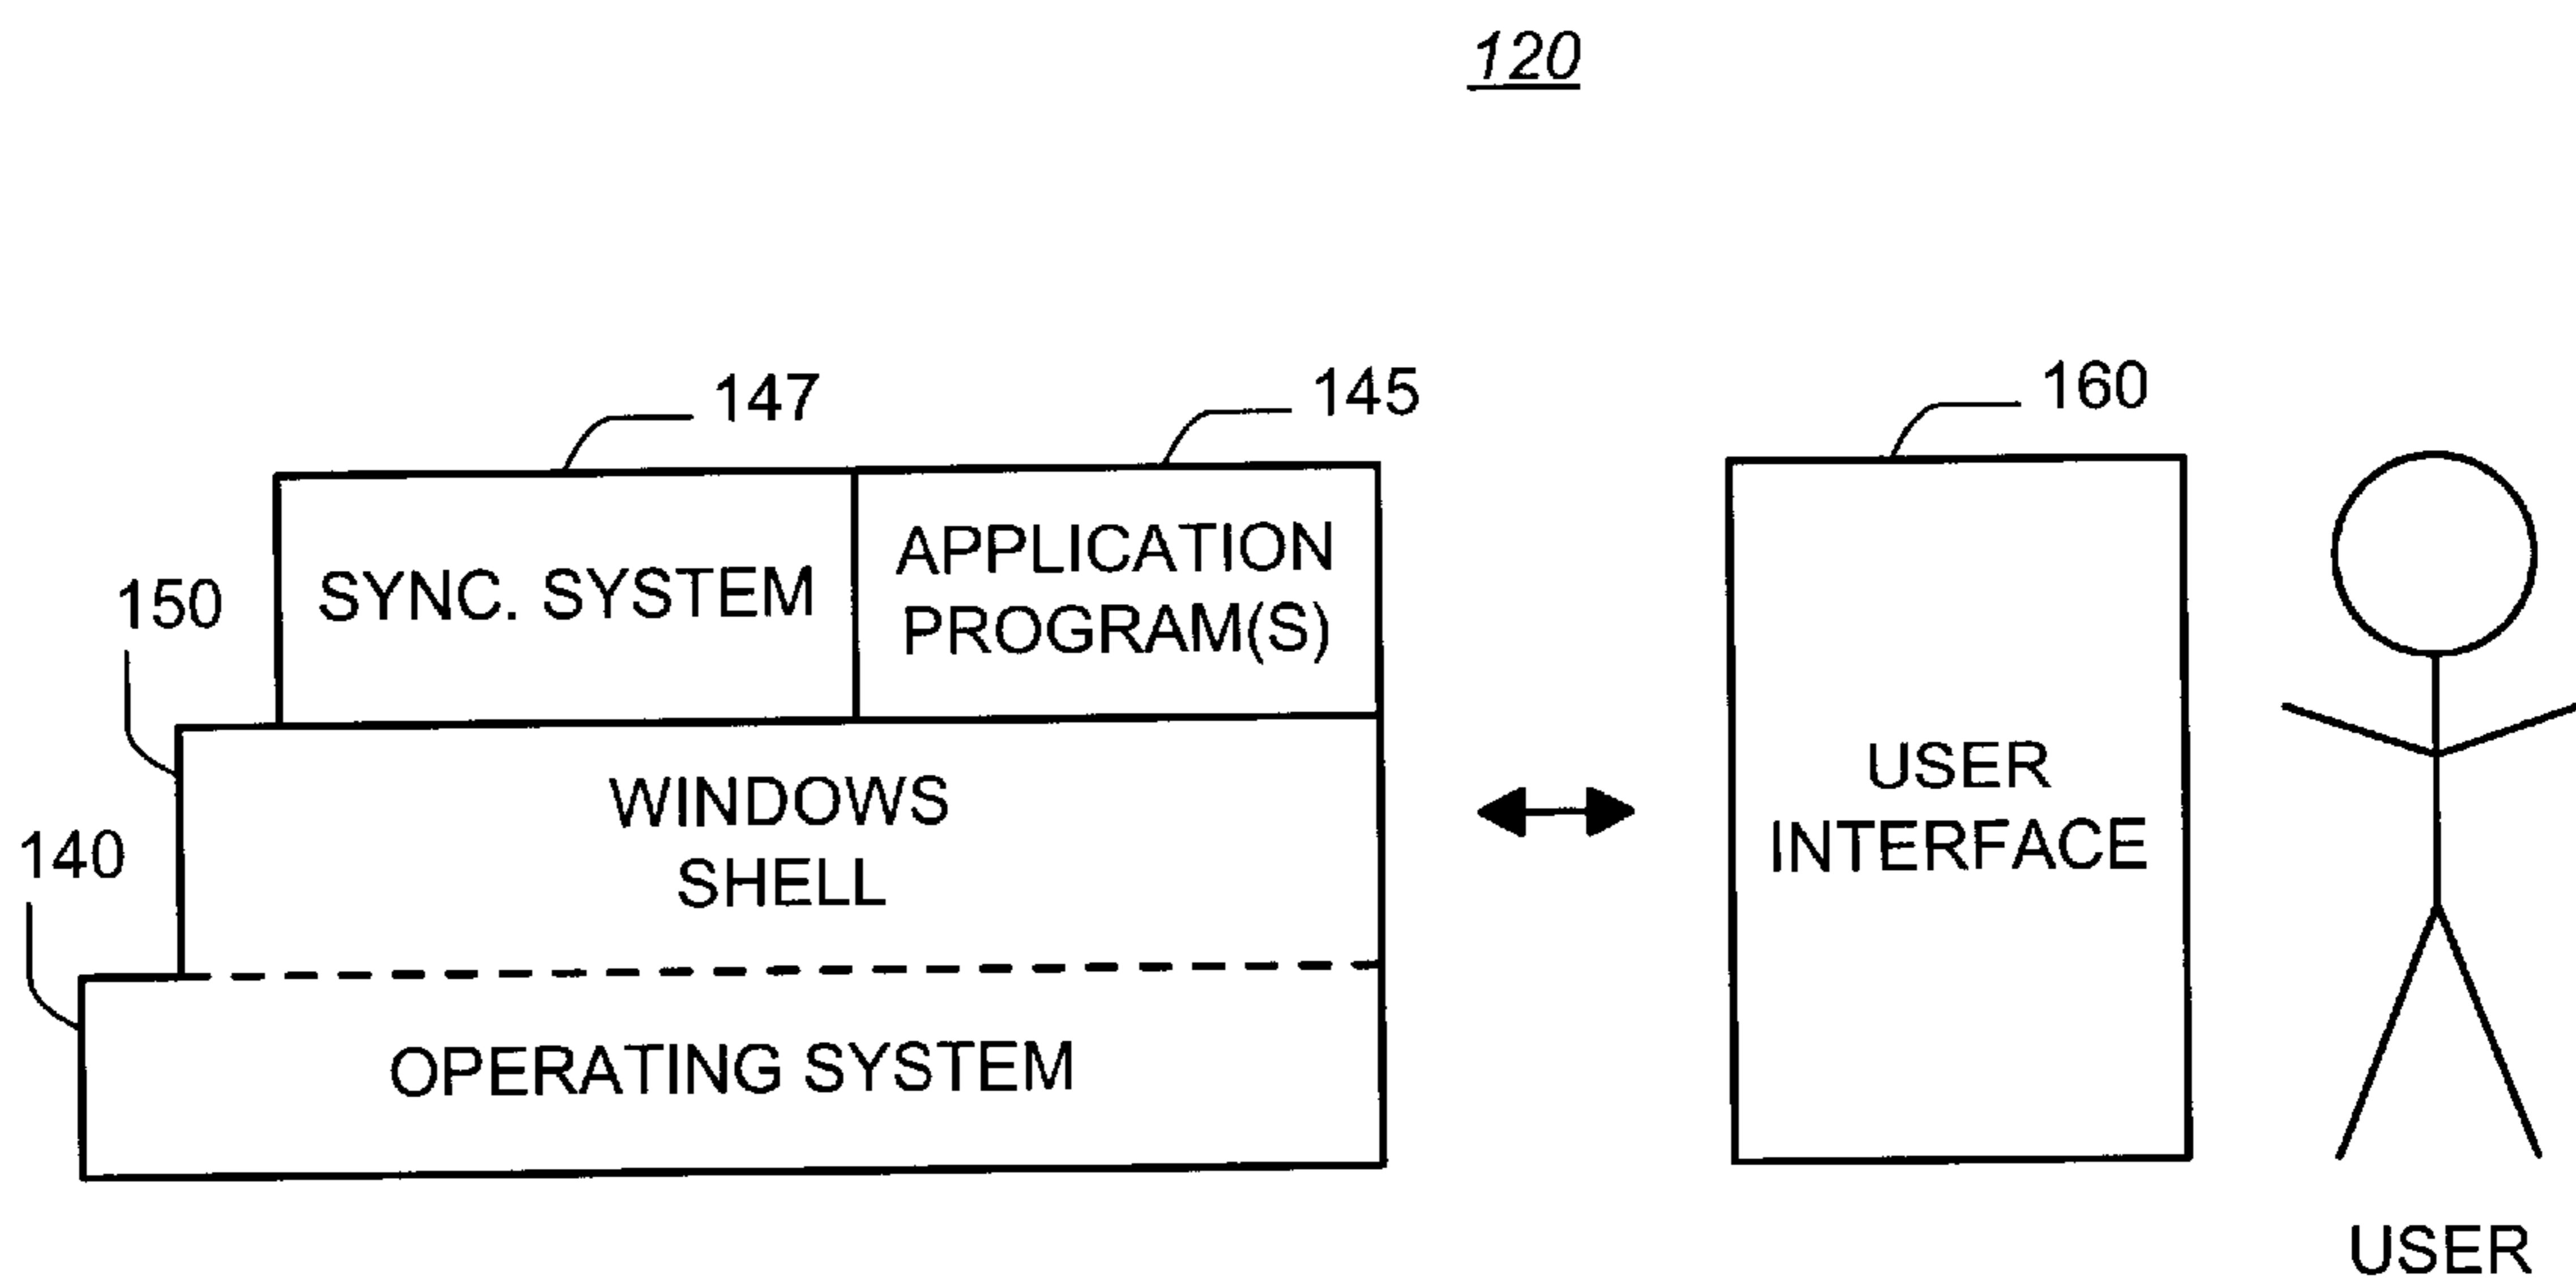 120
147
145
160
SYNC. SYSTEM
APPLICATION
PROGRAM(S)
150
WINDOWS
SHELL
USER
INTERFACE
140
OPERATING SYSTEM
USER